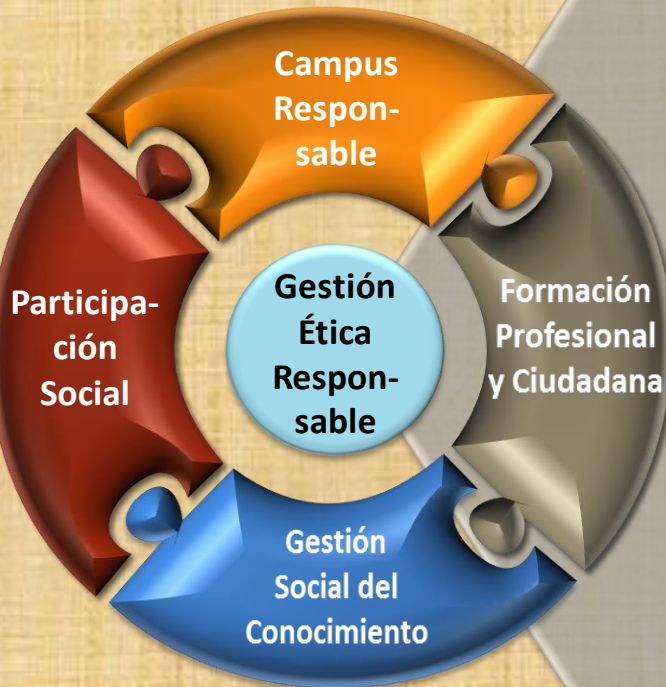 Campus
Respon-
sable
Participa-
ción
Social
Gestión
Ética
Respon-
sable
Formación
Profesional
y Ciudadana
Gestión
Social del
Conocimiento